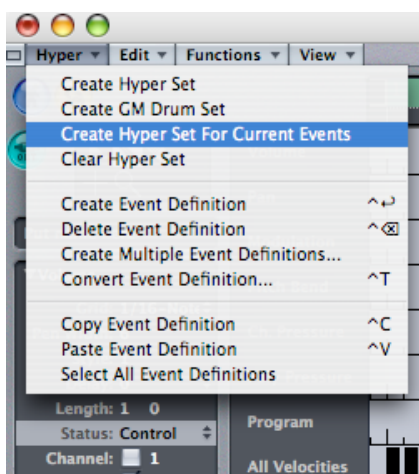 Hyper Edit Functions View
Create Hyper Set
Create GM Drum Set
Create Hyper Set For Current Events
Clear Hyper Set
Create Event Definition ^↩
Delete Event Definition ^⌫
Create Multiple Event Definitions...
Convert Event Definition... ^T
Copy Event Definition ^C
Paste Event Definition ^V
Select All Event Definitions
Length: 1 0
Program
Status: Control
Channel: 1
All Velocities